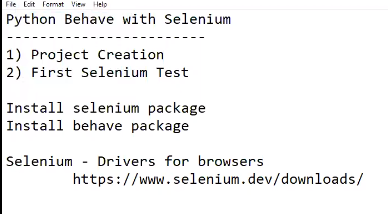 File Edit Format View Help
Python Behave with Selenium
------------------------
1) Project Creation
2) First Selenium Test
Install selenium package
Install behave package
Selenium - Drivers for browsers
https://www.selenium.dev/downloads/